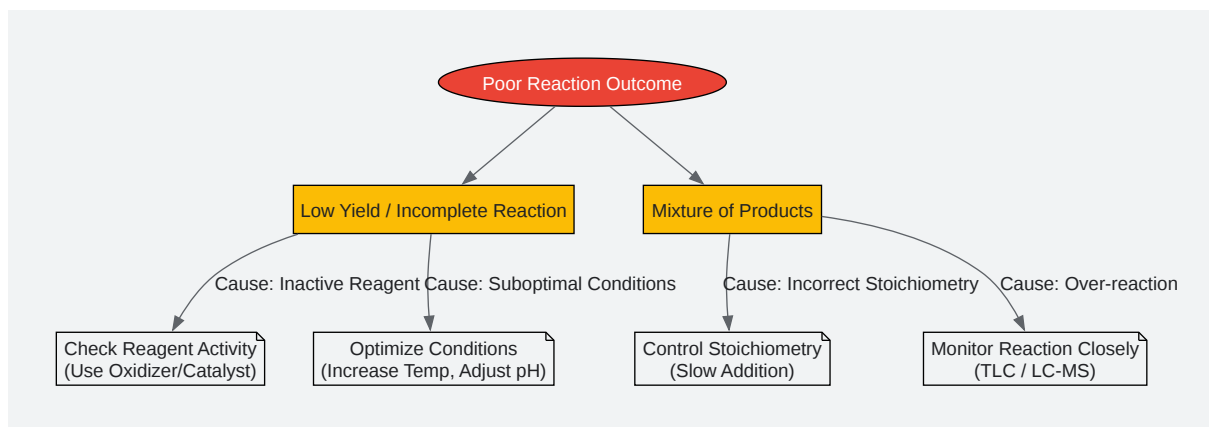 Poor Reaction Outcome
Low Yield / Incomplete Reaction
Mixture of Products
Cause: Inactive Reagent
Cause: Suboptimal Conditions
Cause: Incorrect Stoichiometry
Cause: Over-reaction
Check Reagent Activity
(Use Oxidizer/Catalyst)
Optimize Conditions
(Increase Temp, Adjust pH)
Control Stoichiometry
(Slow Addition)
Monitor Reaction Closely
(TLC / LC-MS)